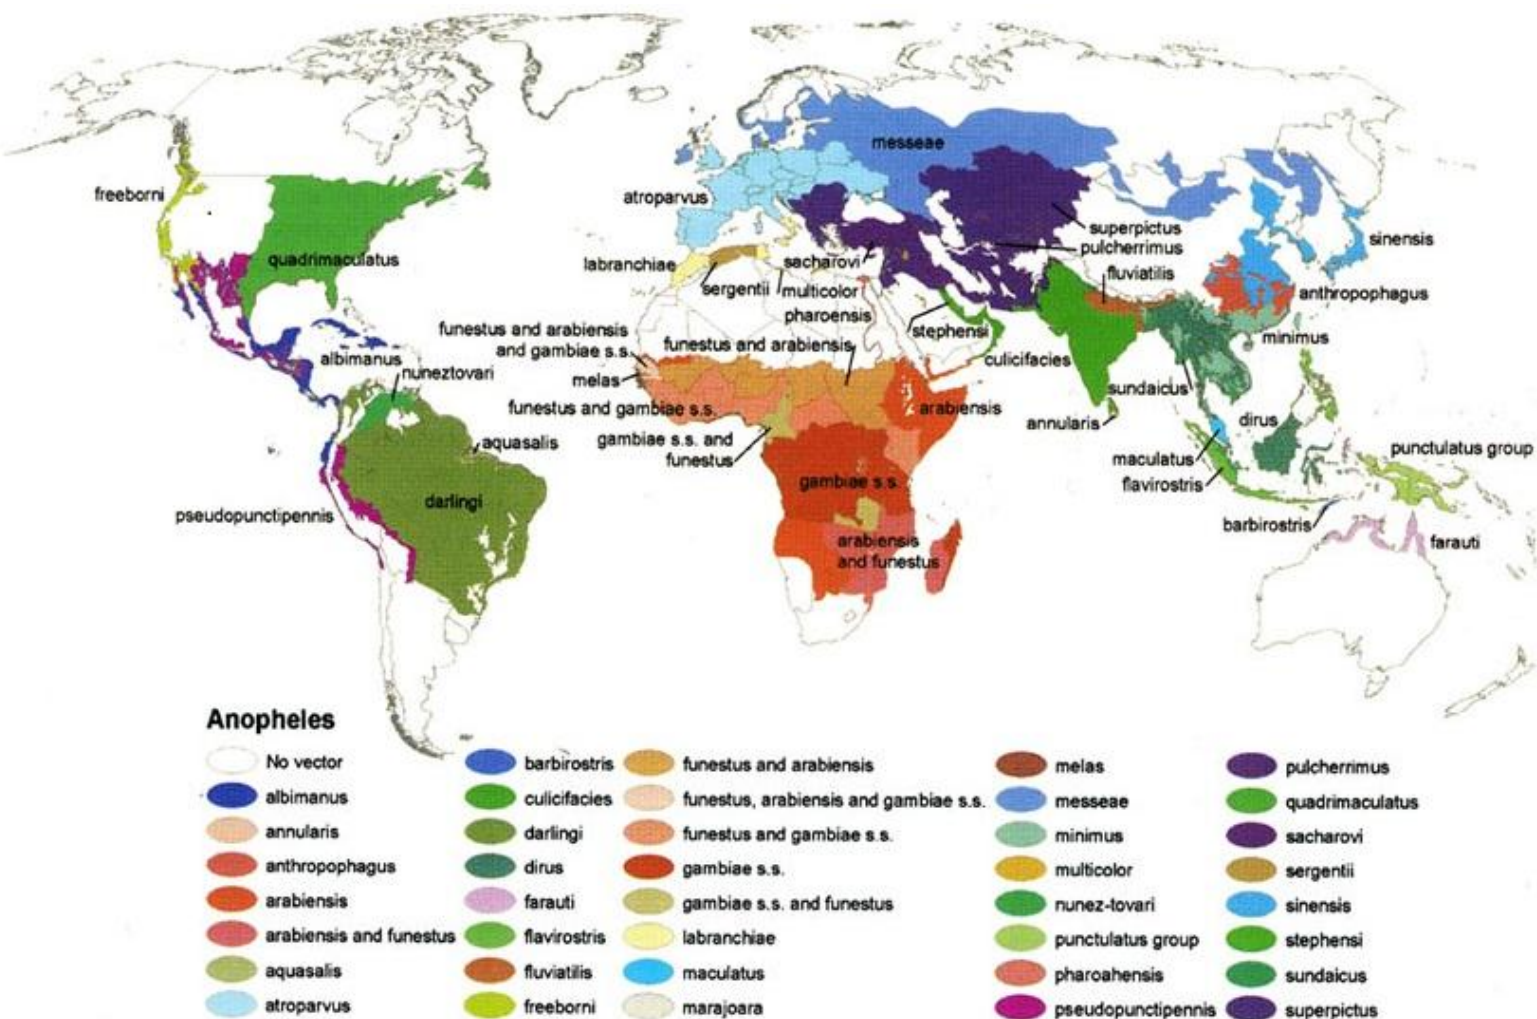 messeae
freeborni
atroparvus
superpictus
sinensis
pulcherrimus
quadrimaculatus
labranchiae
sacharovi
fluviatilis
sergentii
multicolor
anthropophagus
pharoensis
stephensi
funestus and arabiensis
and gambiae s.s.
funestus and arabiensis
minimus
albimanus
culicifacies
nuneztovari
melas
sundaicus
funestus and gambiae s.s.
arabiensis
annularis
dirus
aquasalis
gambiae s.s. and
funestus
punctulatus group
maculatus
gambiae s.s.
flavirostris
darlingi
pseudopunctipennis
barbirostris
arabiensis
and funestus
farauti
Anopheles
No vector
albimanus
annularis
anthropophagus
arabiensis
arabiensis and funestus
aquasalis
atroparvus
barbirostris
culicifacies
darlingi
dirus
farauti
flavirostris
fluviatilis
freeborni
funestus and arabiensis
funestus, arabiensis and gambiae s.s.
funestus and gambiae s.s.
gambiae s.s.
gambiae s.s. and funestus
labranchiae
maculatus
marajoara
melas
messeae
minimus
multicolor
nunez-tovari
punctulatus group
pharoahensis
pseudopunctipennis
pulcherrimus
quadrimaculatus
sacharovi
sergentii
sinensis
stephensi
sundaicus
superpictus